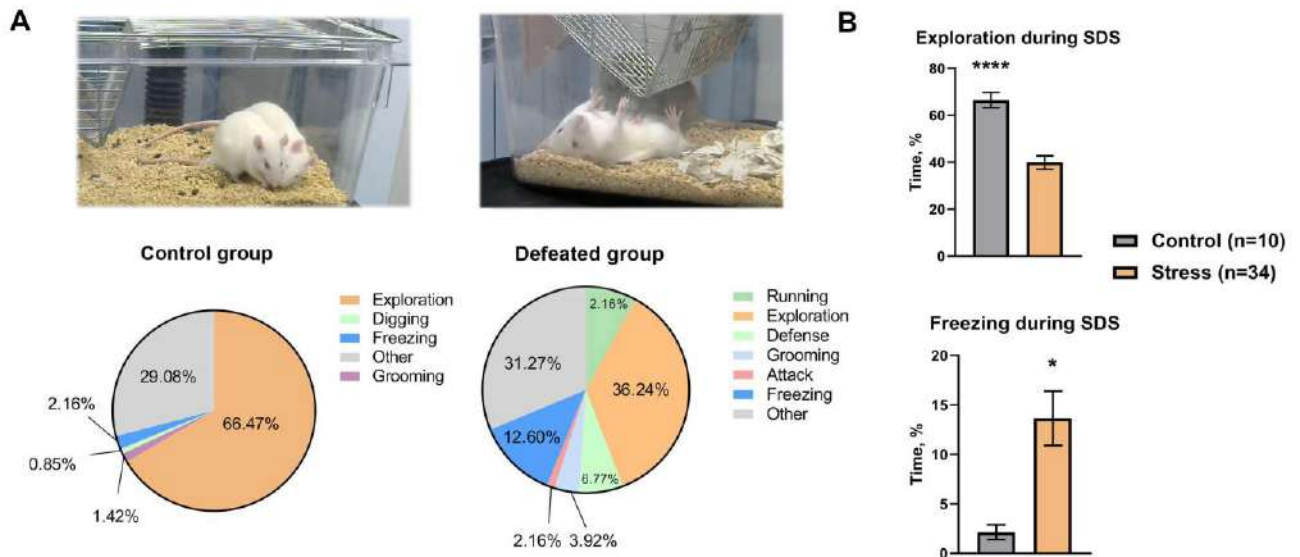 A
Control group
Exploration
Digging
Freezing
Other
Grooming
29.08%
66.47%
2.16%
0.85%
1.42%
Defeated group
Running
Exploration
Defense
Grooming
Attack
Freezing
Other
2.16%
31.27%
36.24%
12.60%
6.77%
2.16%
3.92%
B
Exploration during SDS
****
80
60
40
20
0
Time, %
Control (n=10)
Stress (n=34)
Freezing during SDS
*
20
15
10
5
0
Time, %